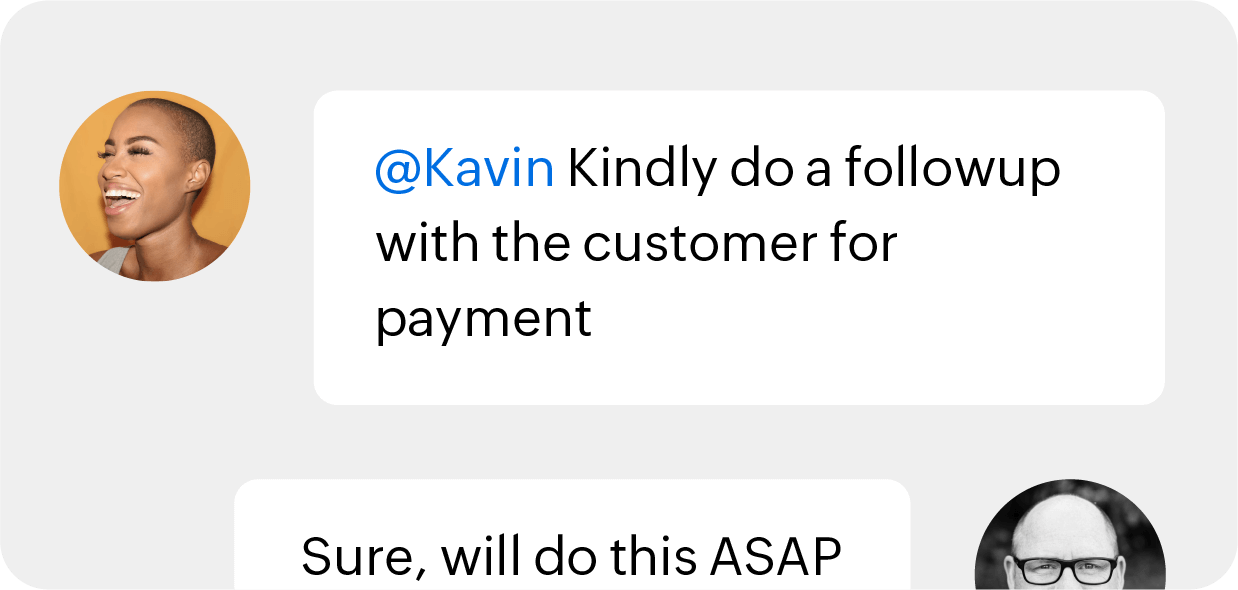 @Kavin Kindly do a followup
with the customer for
payment
Sure, will do this ASAP